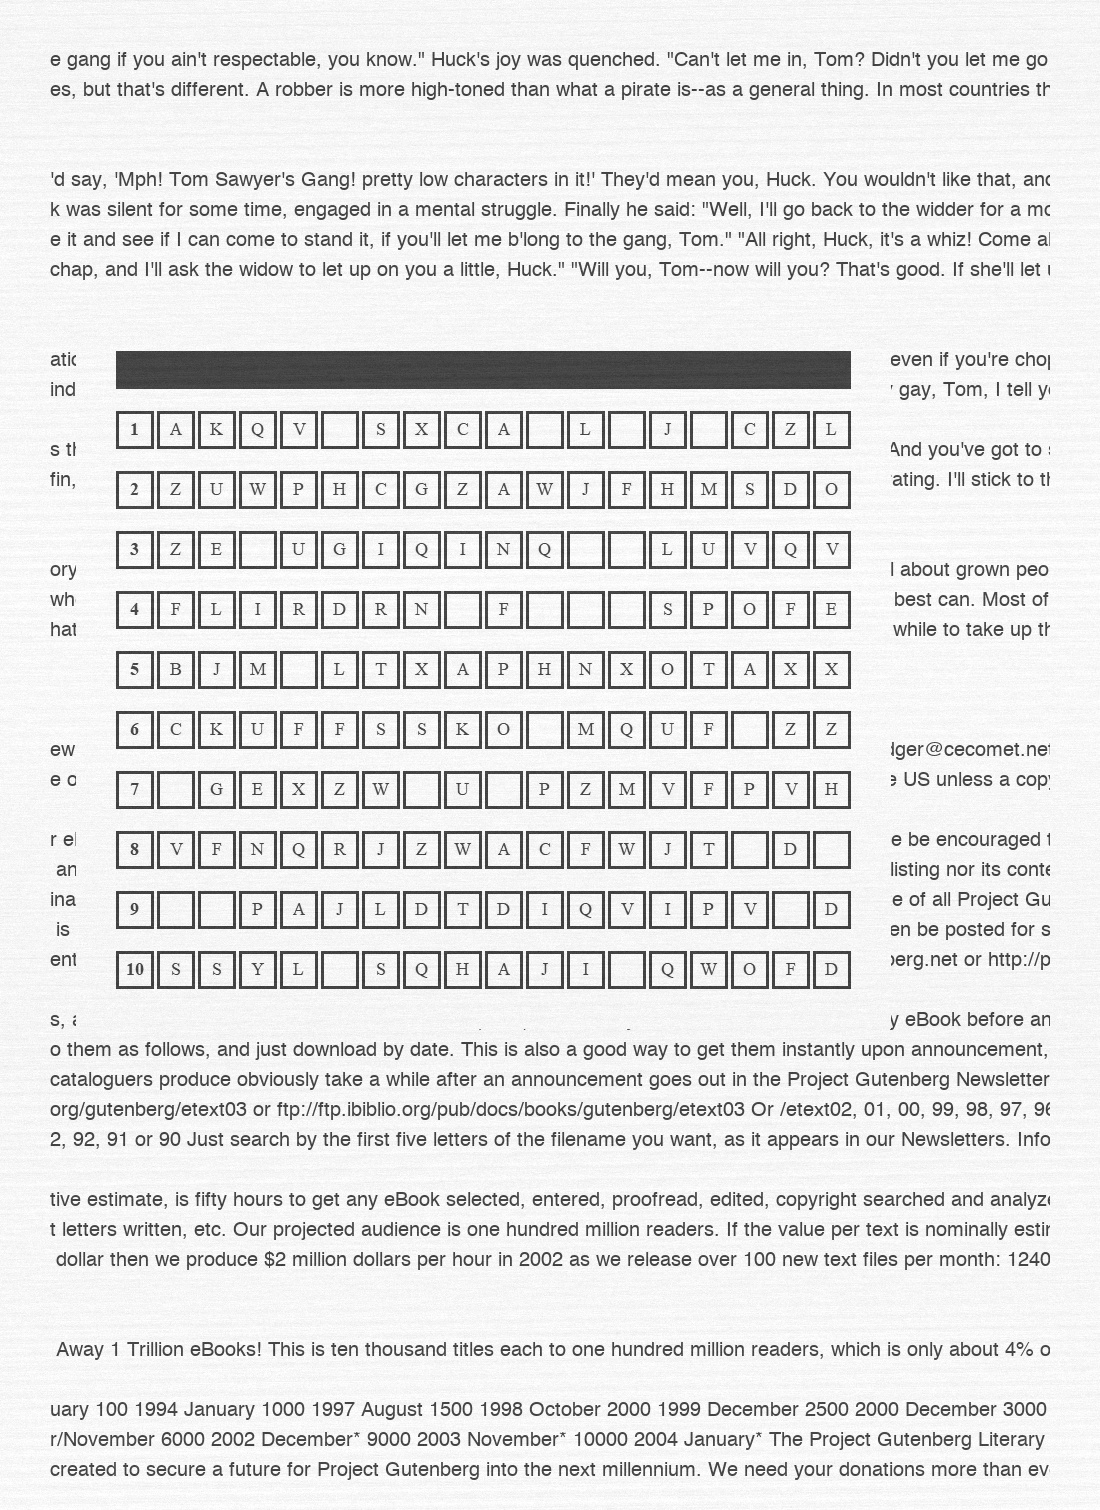 e gang if you ain't respectable, you know." Huck's joy was quenched. "Can't let me in, Tom? Didn't you let me go
es, but that's different. A robber is more high-toned than what a pirate is--as a general thing. In most countries th
'd say, 'Mph! Tom Sawyer's Gang! pretty low characters in it!' They'd mean you, Huck. You wouldn't like that, and
k was silent for some time, engaged in a mental struggle. Finally he said: "Well, I'll go back to the widder for a mo
e it and see if I can come to stand it, if you'll let me b'long to the gang, Tom." "All right, Huck, it's a whiz! Come al
chap, and I'll ask the widow to let up on you a little, Huck." "Will you, Tom--now will you? That's good. If she'll let u
atio even if you're chop
ind gay, Tom, I tell yo
1 A K Q V S X C A L J C Z L
s th And you've got to s
fin, ating. I'll stick to th
2 Z U W P H C G Z A W J F H M S D O
3 Z E U G I Q I N Q L U V Q V
ory l about grown peo
4 F L I R D R N F S P O F E
who best can. Most of
hat while to take up th
5 B J M L T X A P H N X O T A X X
6 C K U F F S S K O M Q U F Z Z
ew dger@cecomet.net
e o e US unless a copy
7 G E X Z W U P Z M V F P V H
r el e be encouraged t
8 V F N Q R J Z W A C F W J T D
an listing nor its conte
ina e of all Project Gu
9 P A J L D T D I Q V I P V D
is en be posted for s
ent berg.net or http://p
10 S S Y L S Q H A J I Q W O F D
s, a y eBook before an
o them as follows, and just download by date. This is also a good way to get them instantly upon announcement,
cataloguers produce obviously take a while after an announcement goes out in the Project Gutenberg Newsletter
org/gutenberg/etext03 or ftp://ftp.ibiblio.org/pub/docs/books/gutenberg/etext03 Or /etext02, 01, 00, 99, 98, 97, 96
2, 92, 91 or 90 Just search by the first five letters of the filename you want, as it appears in our Newsletters. Info
tive estimate, is fifty hours to get any eBook selected, entered, proofread, edited, copyright searched and analyze
t letters written, etc. Our projected audience is one hundred million readers. If the value per text is nominally estim
dollar then we produce $2 million dollars per hour in 2002 as we release over 100 new text files per month: 1240
Away 1 Trillion eBooks! This is ten thousand titles each to one hundred million readers, which is only about 4% o
uary 100 1994 January 1000 1997 August 1500 1998 October 2000 1999 December 2500 2000 December 3000
r/November 6000 2002 December* 9000 2003 November* 10000 2004 January* The Project Gutenberg Literary
created to secure a future for Project Gutenberg into the next millennium. We need your donations more than eve